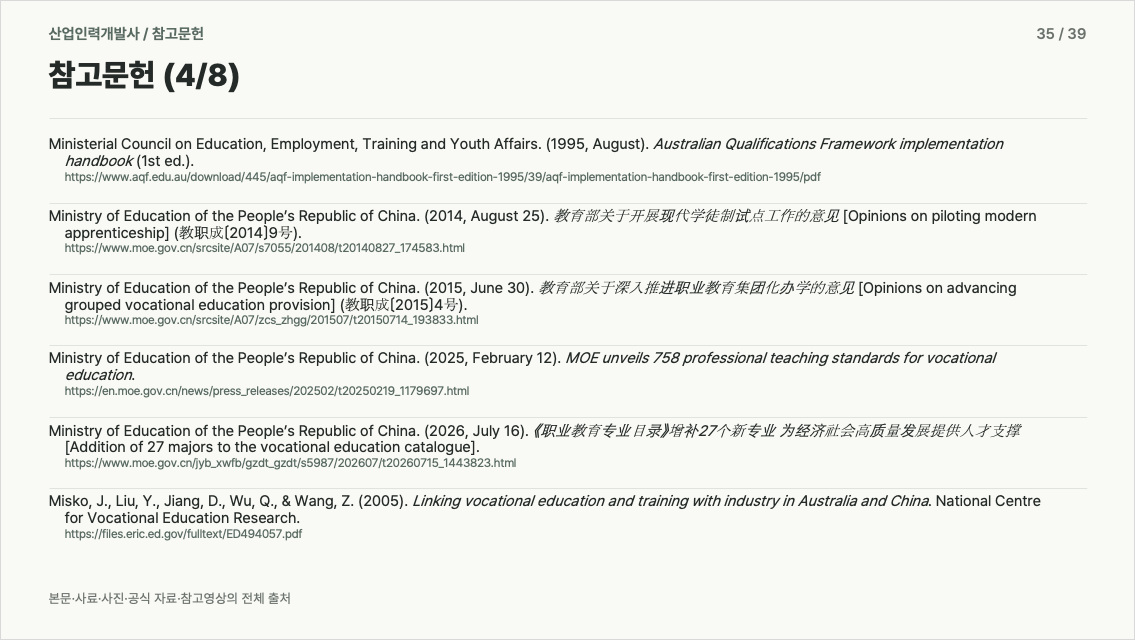 산업인력개발사 / 참고문헌
35 / 39
참고문헌 (4/8)
Ministerial Council on Education, Employment, Training and Youth Affairs. (1995, August). Australian Qualifications Framework implementation
handbook (1st ed.).
https://www.aqf.edu.au/download/445/aqf-implementation-handbook-first-edition-1995/39/aqf-implementation-handbook-first-edition-1995/pdf
Ministry of Education of the People’s Republic of China. (2014, August 25). 教育部关于开展现代学徒制试点工作的意见 [Opinions on piloting modern
apprenticeship] (教职成〔2014〕9号).
https://www.moe.gov.cn/srcsite/A07/s7055/201408/t20140827_174583.html
Ministry of Education of the People’s Republic of China. (2015, June 30). 教育部关于深入推进职业教育集团化办学的意见 [Opinions on advancing
grouped vocational education provision] (教职成〔2015〕4号).
https://www.moe.gov.cn/srcsite/A07/zcs_zhgg/201507/t20150714_193833.html
Ministry of Education of the People’s Republic of China. (2025, February 12). MOE unveils 758 professional teaching standards for vocational
education.
https://en.moe.gov.cn/news/press_releases/202502/t20250219_1179697.html
Ministry of Education of the People’s Republic of China. (2026, July 16). 《职业教育专业目录》增补27个新专业 为经济社会高质量发展提供人才支撑
[Addition of 27 majors to the vocational education catalogue].
https://www.moe.gov.cn/jyb_xwfb/gzdt_gzdt/s5987/202607/t20260715_1443823.html
Misko, J., Liu, Y., Jiang, D., Wu, Q., & Wang, Z. (2005). Linking vocational education and training with industry in Australia and China. National Centre
for Vocational Education Research.
https://files.eric.ed.gov/fulltext/ED494057.pdf
본문·사료·사진·공식 자료·참고영상의 전체 출처